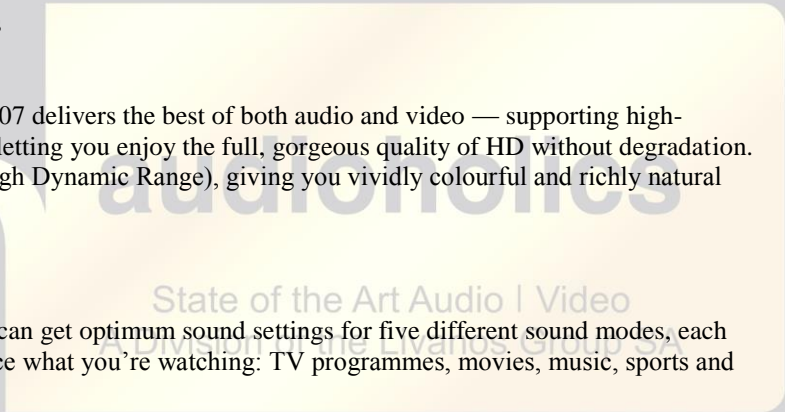 07 delivers the best of both audio and video — supporting high-
letting you enjoy the full, gorgeous quality of HD without degradation.
gh Dynamic Range), giving you vividly colourful and richly natural
audioholics
State of the Art Audio | Video
can get optimum sound settings for five different sound modes, each
A Division of the Livanos Group SA
ce what you’re watching: TV programmes, movies, music, sports and